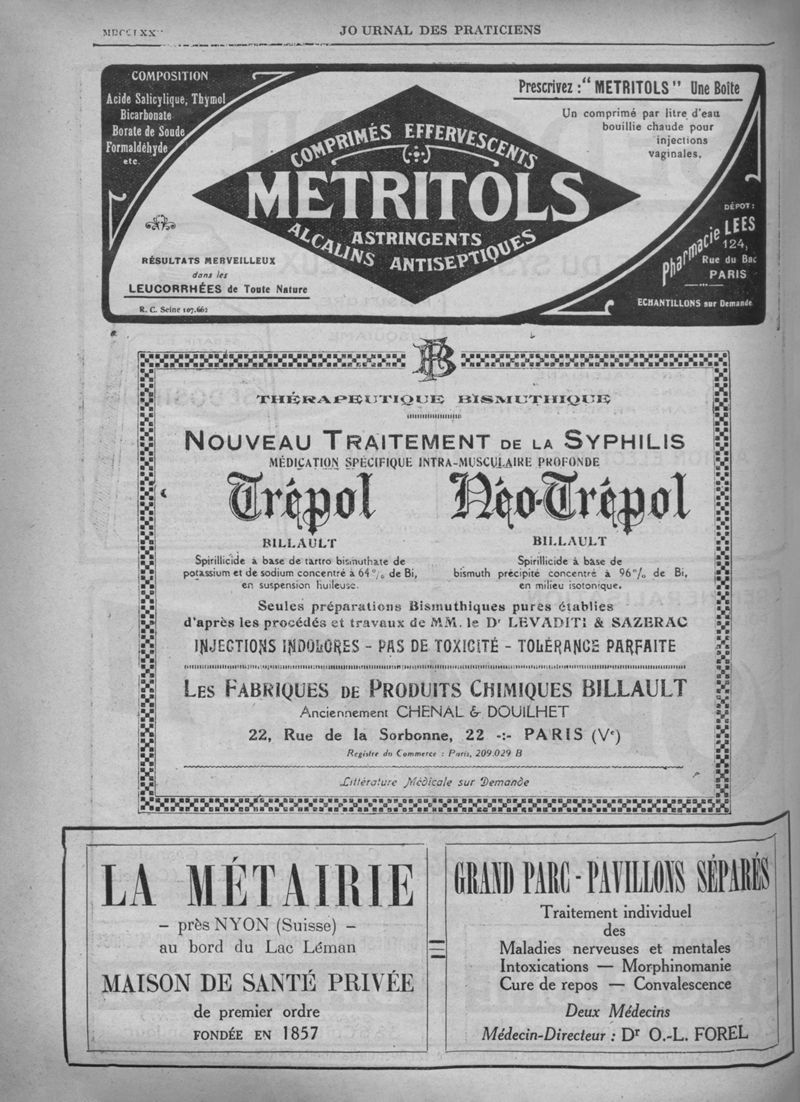 JOURNAL DES PRATICIENS
COMPOSITION
Acide Salicylique, Thymol
Bicarbonate
Borate de Soude
Formaldéhyde
etc.
Prescrivez : "METRITOLS" Une Boîte
Un comprimé par litre d'eau
bouillie chaude pour
injections
vaginales.
COMPRIMÉS EFFERVESCENTS
METRITOLS
ASTRINGENTS
ALCALINS ANTISEPTIQUES
RÉSULTATS MERVEILLEUX
dans les
LEUCORRHÉES de Toute Nature
R. C. Seine 107.662
DÉPOT :
Pharmacie LEES
124,
Rue du Bac
PARIS
ECHANTILLONS sur Demande
THÉRAPEUTIQUE BISMUTHIQUE
NOUVEAU TRAITEMENT DE LA SYPHILIS
MÉDICATION SPÉCIFIQUE INTRA-MUSCULAIRE PROFONDE
Trépol
BILLAULT
Spirillicide à base de tartro bismuthate de
potassium et de sodium concentré à 64 % de Bi,
en suspension huileuse.
Néo-Trépol
BILLAULT
Spirillicide à base de
bismuth précipité concentré à 96 % de Bi,
en milieu isotonique.
Seules préparations Bismuthiques pures établies
d'après les procédés et travaux de MM. le Dr LEVADITI & SAZERAC
INJECTIONS INDOLORES - PAS DE TOXICITÉ - TOLÉRANCE PARFAITE
LES FABRIQUES DE PRODUITS CHIMIQUES BILLAULT
Anciennement CHENAL & DOUILHET
22, Rue de la Sorbonne, 22 -:- PARIS (Ve)
Registre du Commerce : Paris, 209.029 B
Littérature Médicale sur Demande
LA MÉTAIRIE
– près NYON (Suisse) –
au bord du Lac Léman
MAISON DE SANTÉ PRIVÉE
de premier ordre
FONDÉE EN 1857
GRAND PARC - PAVILLONS SÉPARÉS
Traitement individuel
des
Maladies nerveuses et mentales
Intoxications — Morphinomanie
Cure de repos — Convalescence
Deux Médecins
Médecin-Directeur : Dr O.-L. FOREL